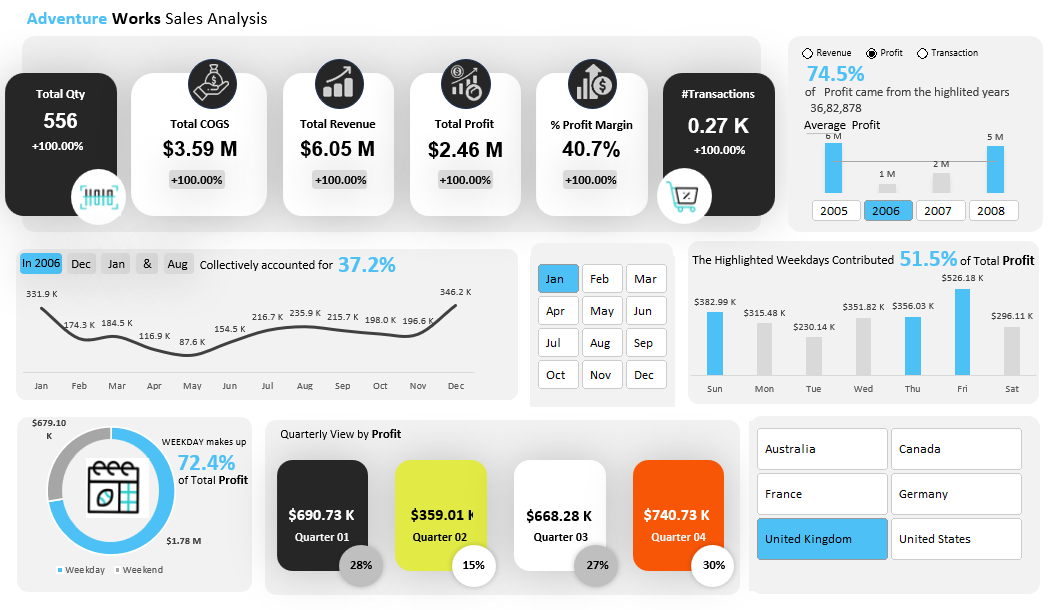 Adventure Works Sales Analysis
Total Qty
556
+100.00%
Total COGS
$3.59 M
+100.00%
Total Revenue
$6.05 M
+100.00%
Total Profit
$2.46 M
+100.00%
% Profit Margin
40.7%
+100.00%
#Transactions
0.27 K
+100.00%
Revenue Profit Transaction
74.5%
of Profit came from the highlited years
36,82,878
Average Profit
6 M 1 M 2 M 5 M
2005 2006 2007 2008
In 2006 Dec Jan & Aug Collectively accounted for 37.2%
331.9 K 174.3 K 184.5 K 116.9 K 87.6 K 154.5 K 216.7 K 235.9 K 215.7 K 198.0 K 196.6 K 346.2 K
Jan Feb Mar Apr May Jun Jul Aug Sep Oct Nov Dec
Jan Feb Mar
Apr May Jun
Jul Aug Sep
Oct Nov Dec
The Highlighted Weekdays Contributed 51.5% of Total Profit
$382.99 K $315.48 K $230.14 K $351.82 K $356.03 K $526.18 K $296.11 K
Sun Mon Tue Wed Thu Fri Sat
$679.10
K
WEEKDAY makes up
72.4%
of Total Profit
$1.78 M
Weekday Weekend
Quarterly View by Profit
$690.73 K
Quarter 01
28%
$359.01 K
Quarter 02
15%
$668.28 K
Quarter 03
27%
$740.73 K
Quarter 04
30%
Australia Canada
France Germany
United Kingdom United States